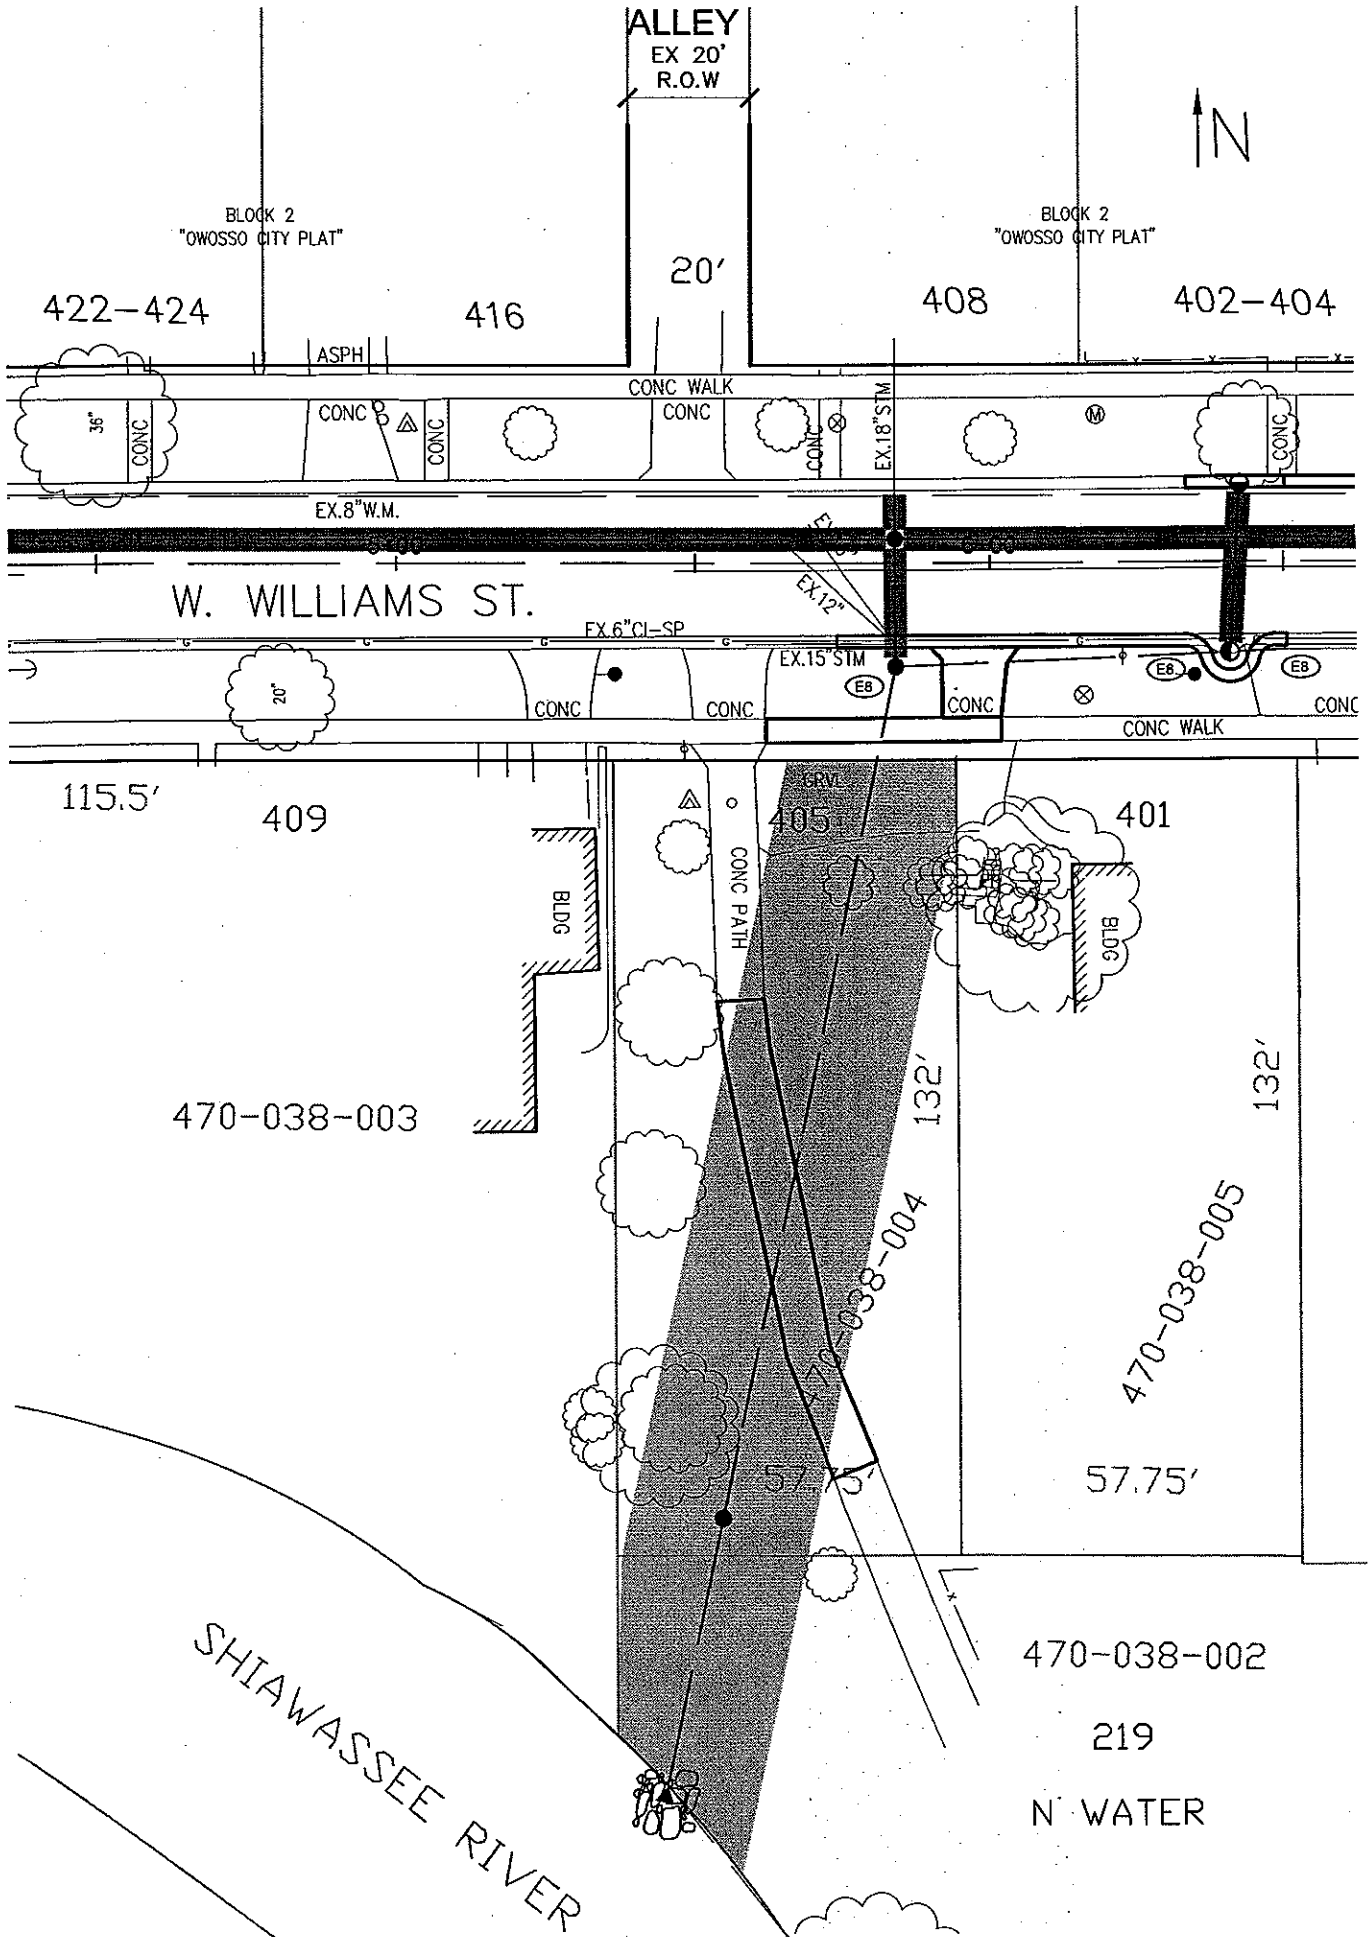 ALLEY
EX 20'
R.O.W
N
BLOCK 2
"OWOSSO CITY PLAT"
BLOCK 2
"OWOSSO CITY PLAT"
20'
422-424
416
408
402-404
ASPH
CONC WALK
36"
CONC
CONC
CONC
CONC
CONC
EX.18"STM
M
CONC
EX.8"W.M.
EX.12"
W. WILLIAMS ST.
EX.6"CI-SP
G
G
G
G
G
EX.15"STM
E8
E8
E8
20"
CONC
CONC
CONC
CONC
CONC WALK
115.5'
409
GRVL
405
401
BLDG
CONC PATH
BLDG
132'
132'
470-038-003
470-038-004
470-038-005
57.75'
57.75'
SHIAWASSEE RIVER
470-038-002
219
N WATER